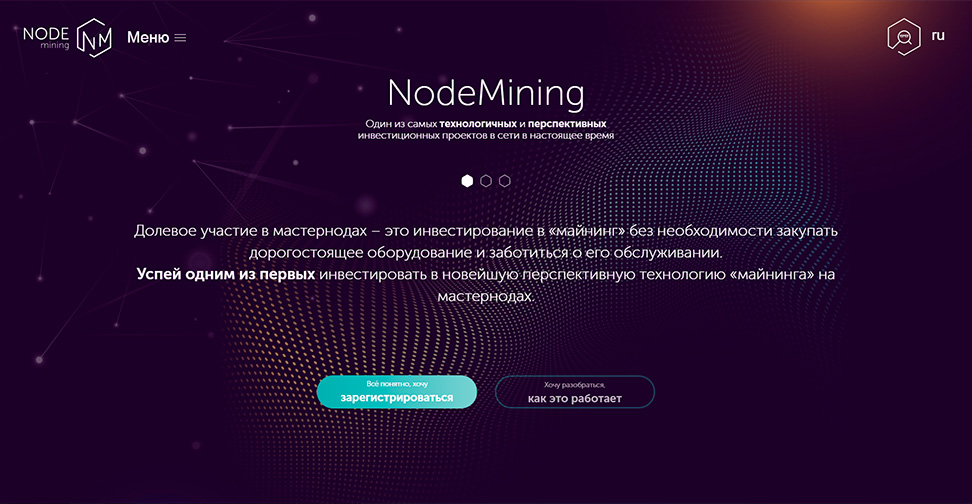 NODE
mining
NM
Меню
ru
NodeMining
Один из самых технологичных и перспективных
инвестиционных проектов в сети в настоящее время
Долевое участие в мастернодах – это инвестирование в «майнинг» без необходимости закупать
дорогостоящее оборудование и заботиться о его обслуживании.
Успей одним из первых инвестировать в новейшую перспективную технологию «майнинга» на
мастернодах.
Всё понятно, хочу
зарегистрироваться
Хочу разобраться,
как это работает